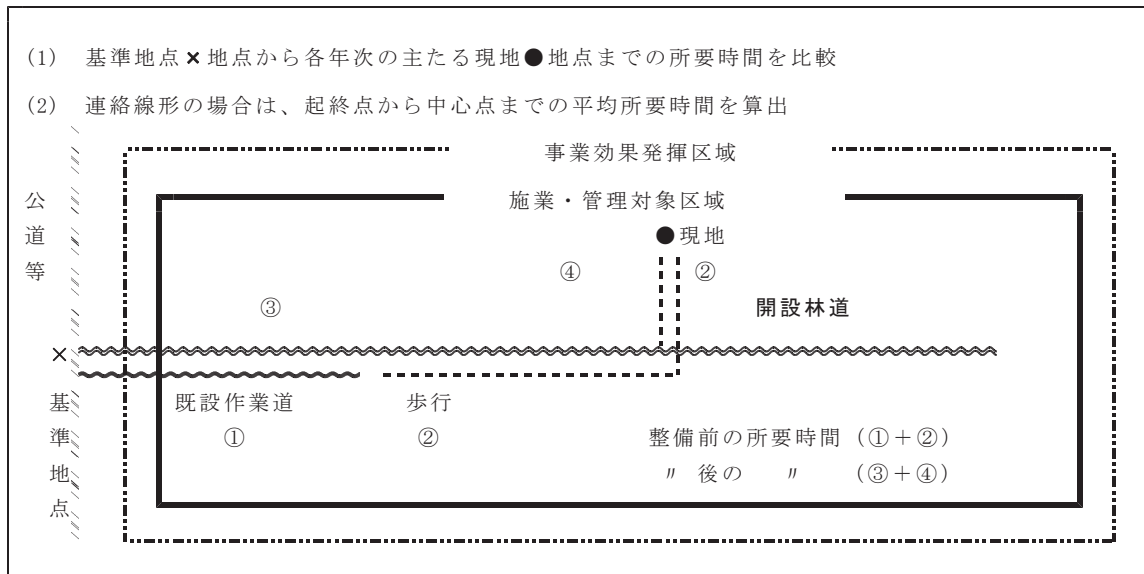 (1) 基準地点×地点から各年次の主たる現地●地点までの所要時間を比較
(2) 連絡線形の場合は、起終点から中心点までの平均所要時間を算出
事業効果発揮区域
施業・管理対象区域
公道等
●現地
④
②
③
開設林道
×
基準地点
既設作業道
歩行
①
②
整備前の所要時間（①＋②）
〃 後の 〃 （③＋④）